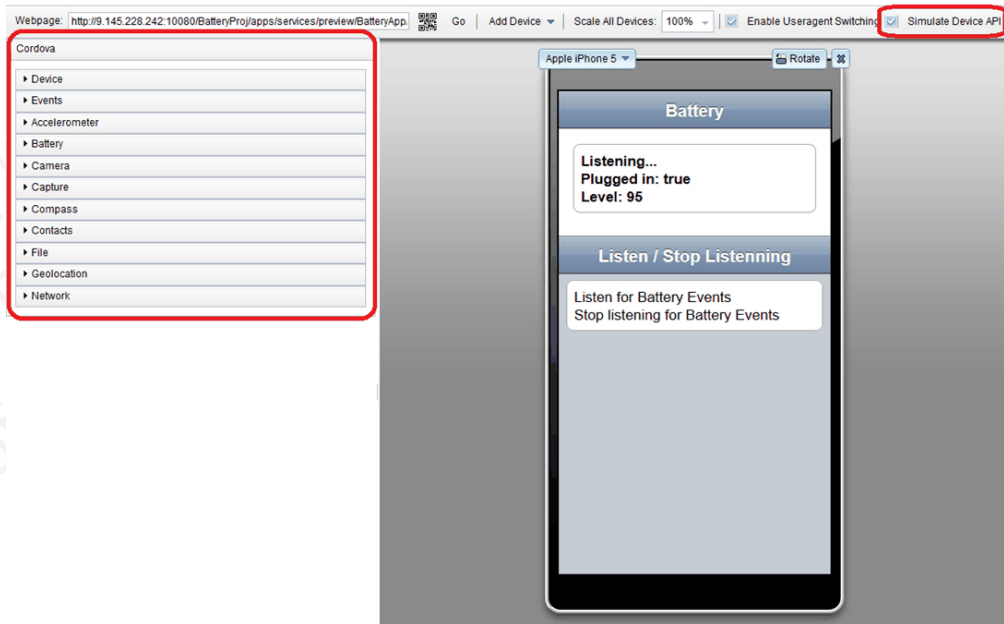 Webpage: http://9.145.228.242:10080/BatteryProj/apps/services/preview/BatteryApp. Go Add Device Scale All Devices: 100% Enable Useragent Switching Simulate Device API
Cordova
Device
Events
Accelerometer
Battery
Camera
Capture
Compass
Contacts
File
Geolocation
Network
Apple iPhone 5 Rotate
Battery
Listening...
Plugged in: true
Level: 95
Listen / Stop Listenning
Listen for Battery Events
Stop listening for Battery Events